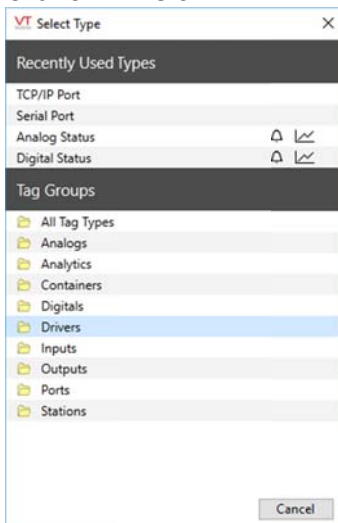 VT Select Type
Recently Used Types
TCP/IP Port
Serial Port
Analog Status
Digital Status
Tag Groups
All Tag Types
Analogs
Analytics
Containers
Digitals
Drivers
Inputs
Outputs
Ports
Stations
Cancel